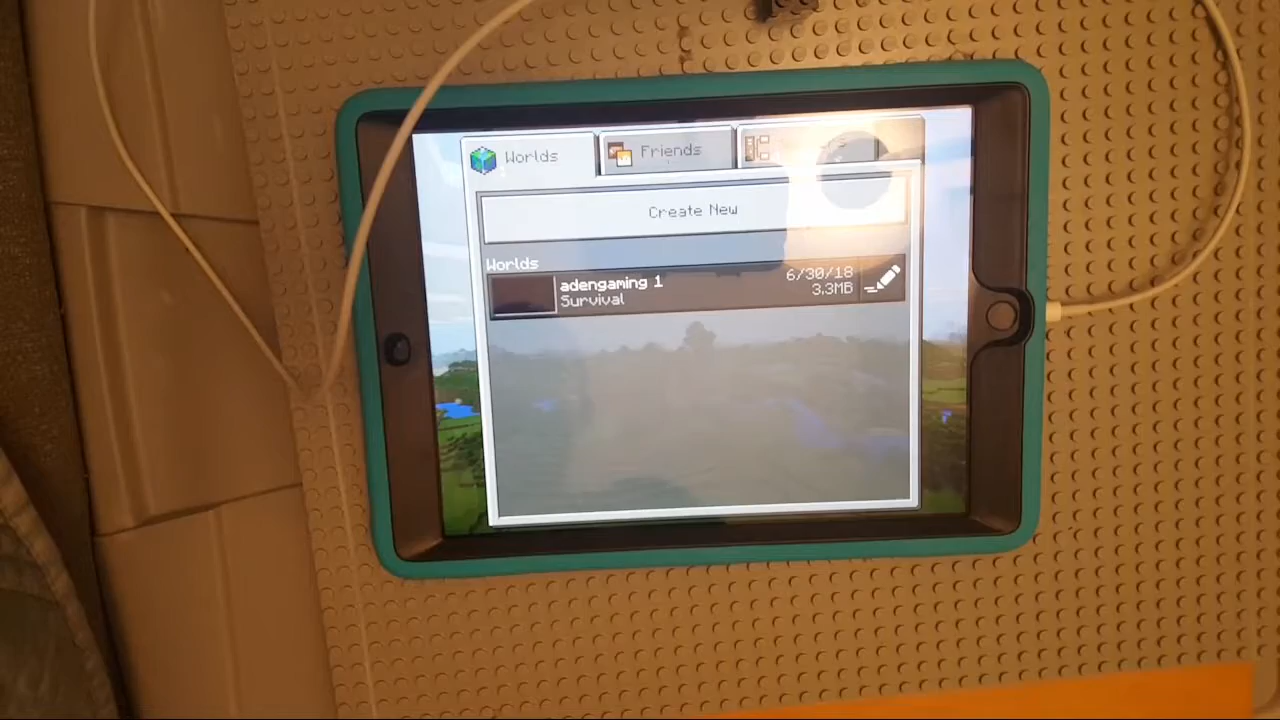 Worlds
Friends
Create New
Worlds
adengaming 1
Survival
6/30/18
3.3MB